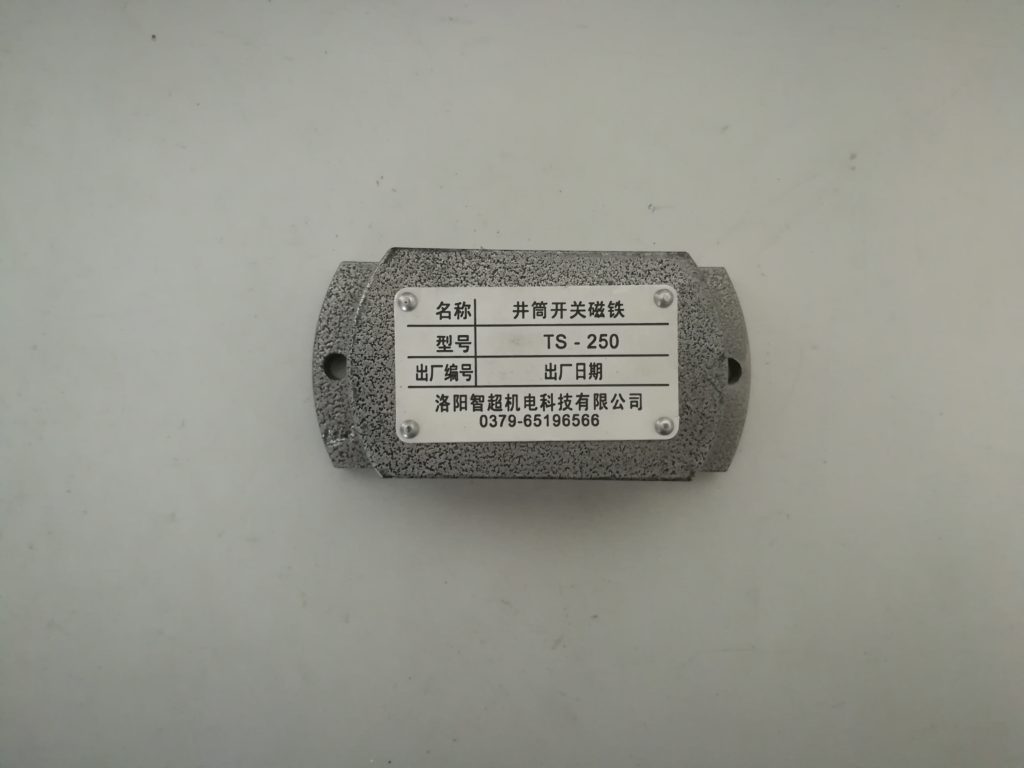 名称 井筒开关磁铁
型号 TS - 250
出厂编号 出厂日期
洛阳智超机电科技有限公司
0379-65196566